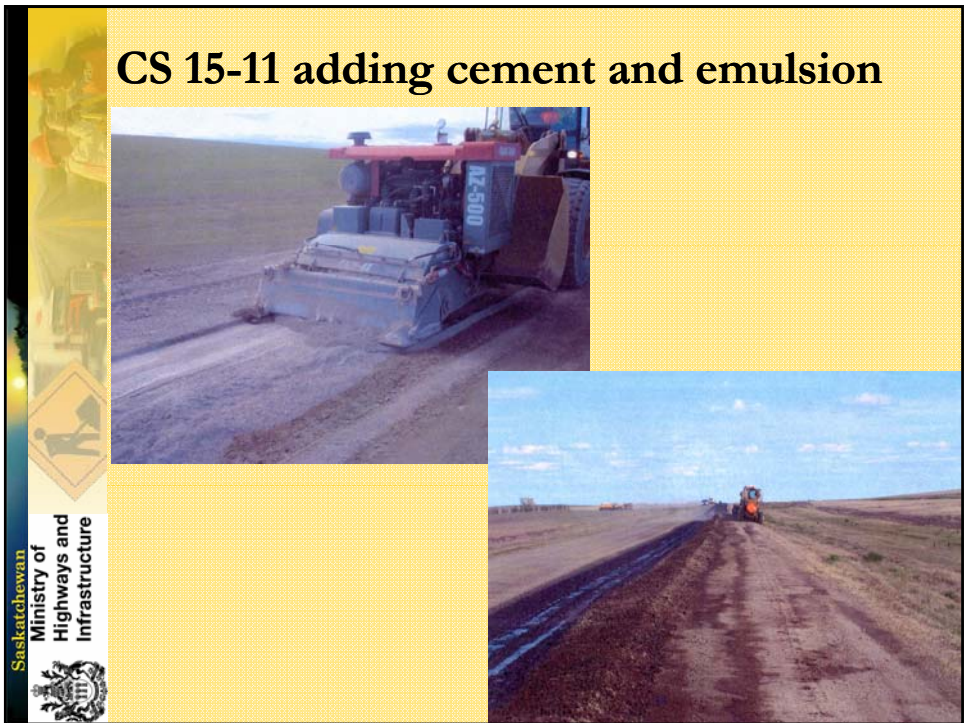 CS 15-11 adding cement and emulsion
AZ-500
Saskatchewan
Ministry of
Highways and
Infrastructure